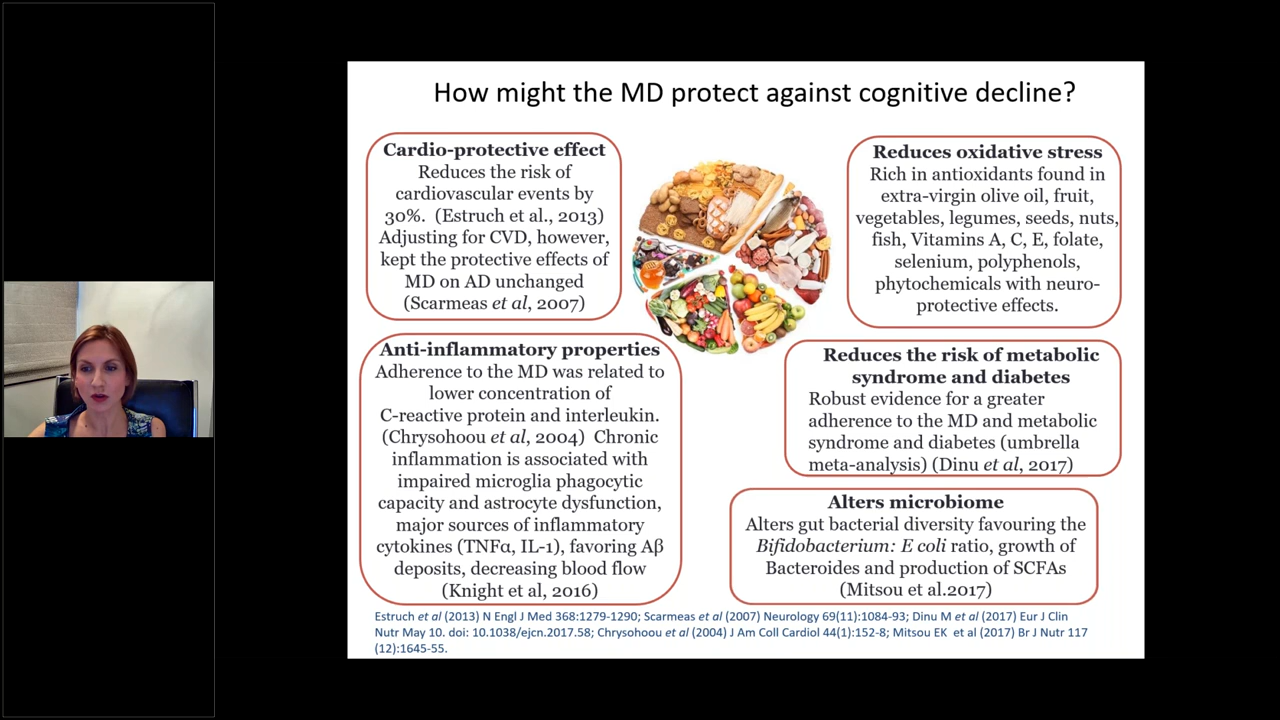 How might the MD protect against cognitive decline?
Cardio-protective effect
Reduces the risk of
cardiovascular events by
30%. (Estruch et al., 2013)
Adjusting for CVD, however,
kept the protective effects of
MD on AD unchanged
(Scarmeas et al, 2007)
Reduces oxidative stress
Rich in antioxidants found in
extra-virgin olive oil, fruit,
vegetables, legumes, seeds, nuts,
fish, Vitamins A, C, E, folate,
selenium, polyphenols,
phytochemicals with neuro-
protective effects.
Anti-inflammatory properties
Adherence to the MD was related to
lower concentration of
C-reactive protein and interleukin.
(Chrysohoou et al, 2004) Chronic
inflammation is associated with
impaired microglia phagocytic
capacity and astrocyte dysfunction,
major sources of inflammatory
cytokines (TNFα, IL-1), favoring Aβ
deposits, decreasing blood flow
(Knight et al, 2016)
Reduces the risk of metabolic
syndrome and diabetes
Robust evidence for a greater
adherence to the MD and metabolic
syndrome and diabetes (umbrella
meta-analysis) (Dinu et al, 2017)
Alters microbiome
Alters gut bacterial diversity favouring the
Bifidobacterium: E coli ratio, growth of
Bacteroides and production of SCFAs
(Mitsou et al.2017)
Estruch et al (2013) N Engl J Med 368:1279-1290; Scarmeas et al (2007) Neurology 69(11):1084-93; Dinu M et al (2017) Eur J Clin
Nutr May 10. doi: 10.1038/ejcn.2017.58; Chrysohoou et al (2004) J Am Coll Cardiol 44(1):152-8; Mitsou EK et al (2017) Br J Nutr 117
(12):1645-55.